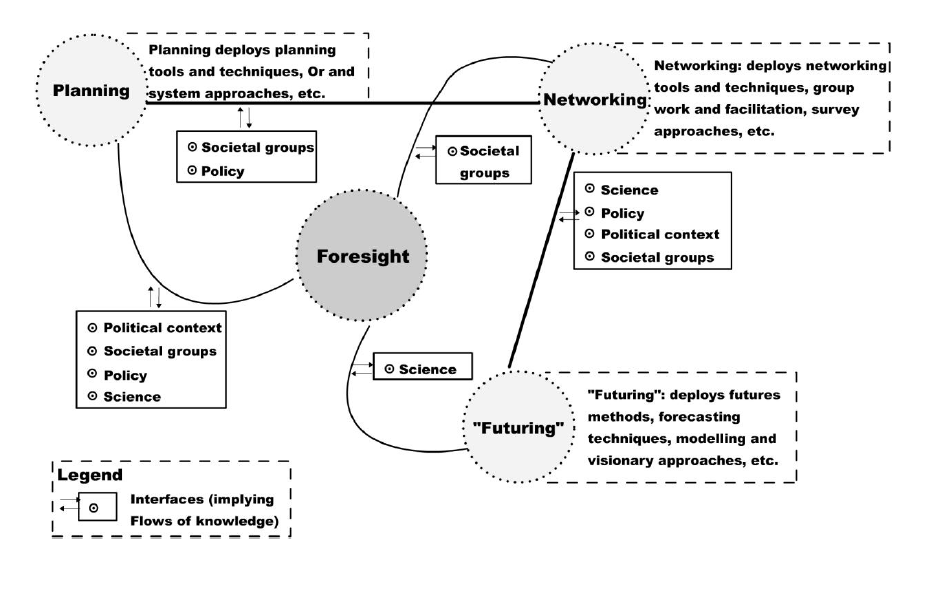 Planning
Planning deploys planning
tools and techniques, Or and
system approaches, etc.
Networking
Networking: deploys networking
tools and techniques, group
work and facilitation, survey
approaches, etc.
Societal groups
Policy
Societal
groups
Science
Policy
Political context
Societal groups
Foresight
Political context
Societal groups
Policy
Science
Science
"Futuring"
"Futuring": deploys futures
methods, forecasting
techniques, modelling and
visionary approaches, etc.
Legend
Interfaces (implying
Flows of knowledge)